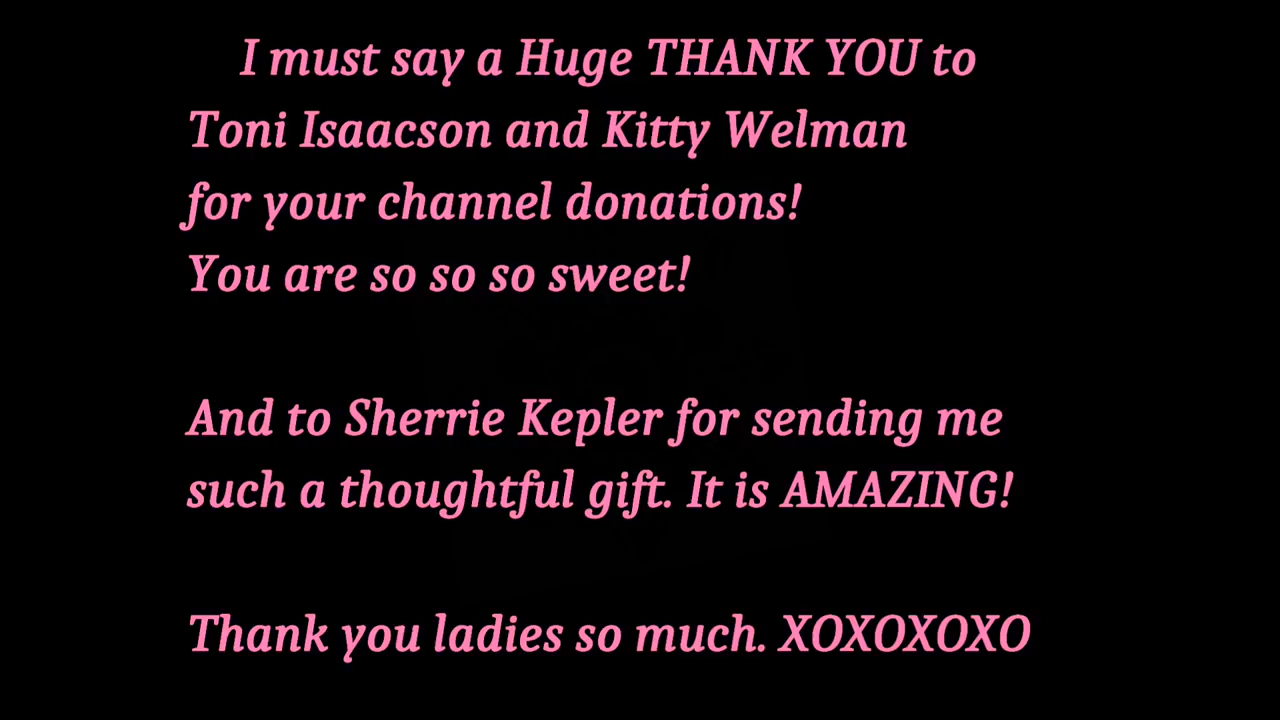 I must say a Huge THANK YOU to
Toni Isaacson and Kitty Welman
for your channel donations!
You are so so so sweet!
And to Sherrie Kepler for sending me
such a thoughtful gift. It is AMAZING!
Thank you ladies so much. XOXOXOXO